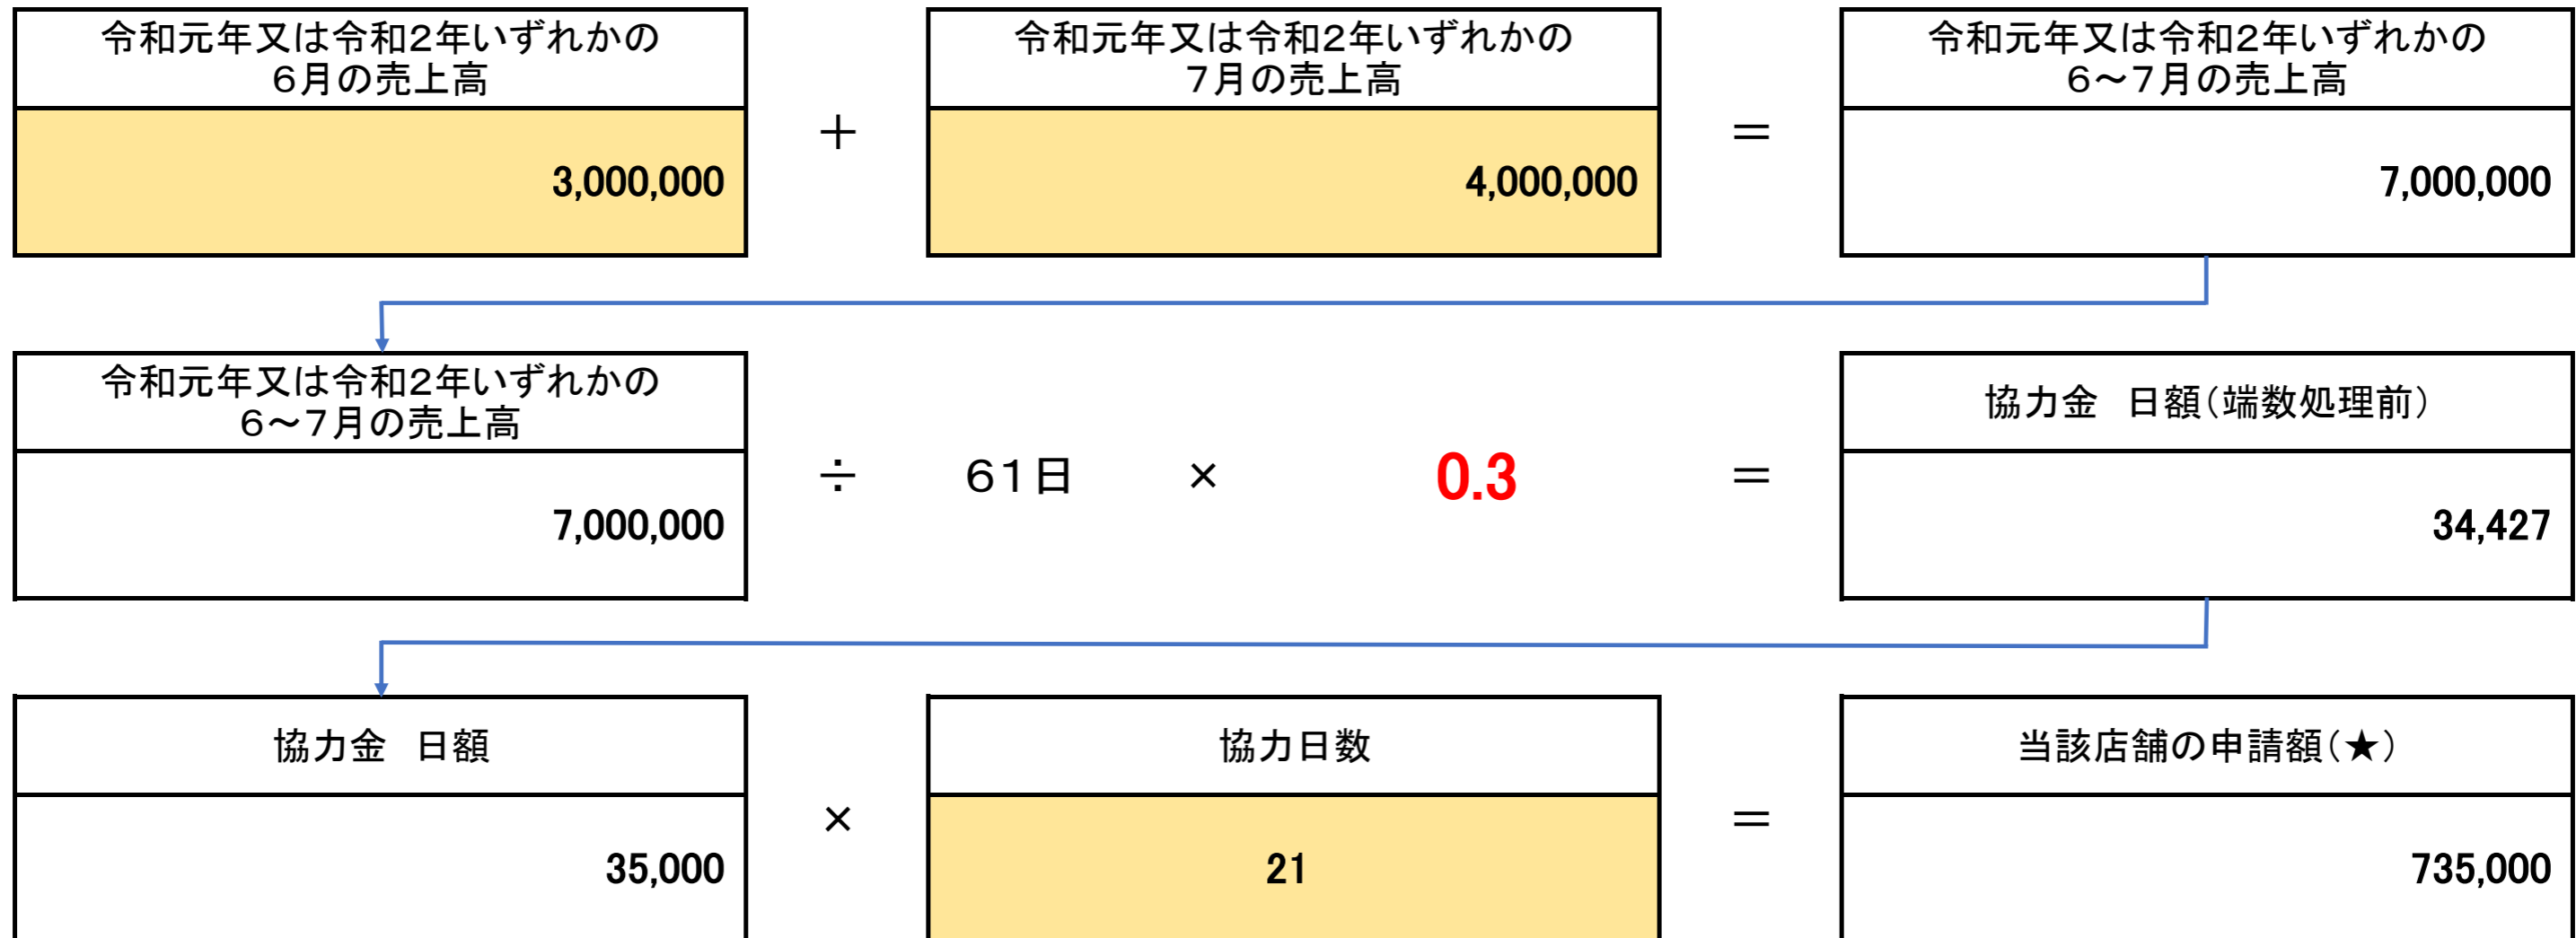 令和元年又は令和2年いずれかの
6月の売上高
3,000,000
＋
令和元年又は令和2年いずれかの
7月の売上高
4,000,000
＝
令和元年又は令和2年いずれかの
6～7月の売上高
7,000,000
令和元年又は令和2年いずれかの
6～7月の売上高
7,000,000
÷
61日
×
0.3
＝
協力金　日額（端数処理前）
34,427
協力金　日額
35,000
×
協力日数
21
＝
当該店舗の申請額（★）
735,000